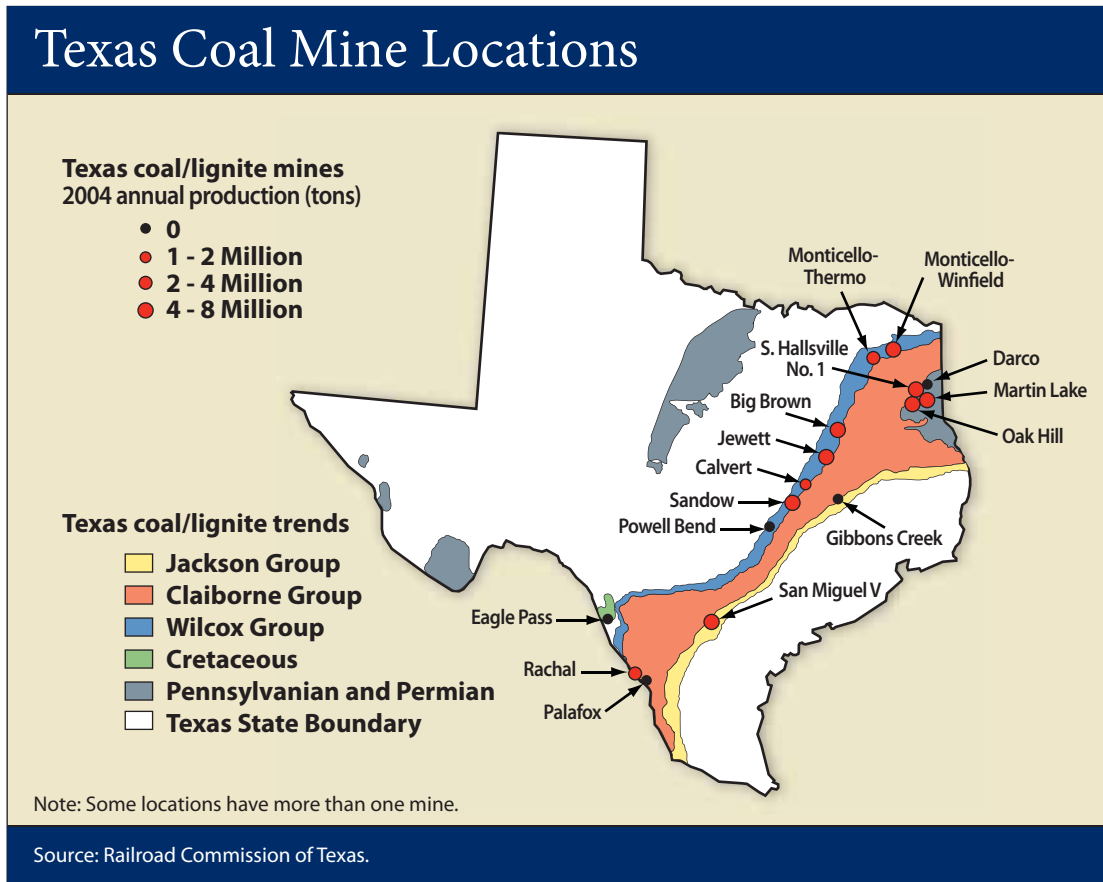 Texas Coal Mine Locations
Texas coal/lignite mines
2004 annual production (tons)
0
1 - 2 Million
2 - 4 Million
4 - 8 Million
Monticello-
Thermo
Monticello-
Winfield
S. Hallsville
No. 1
Darco
Martin Lake
Big Brown
Oak Hill
Jewett
Calvert
Sandow
Powell Bend
Gibbons Creek
San Miguel V
Eagle Pass
Rachal
Palafox
Texas coal/lignite trends
Jackson Group
Claiborne Group
Wilcox Group
Cretaceous
Pennsylvanian and Permian
Texas State Boundary
Note: Some locations have more than one mine.
Source: Railroad Commission of Texas.